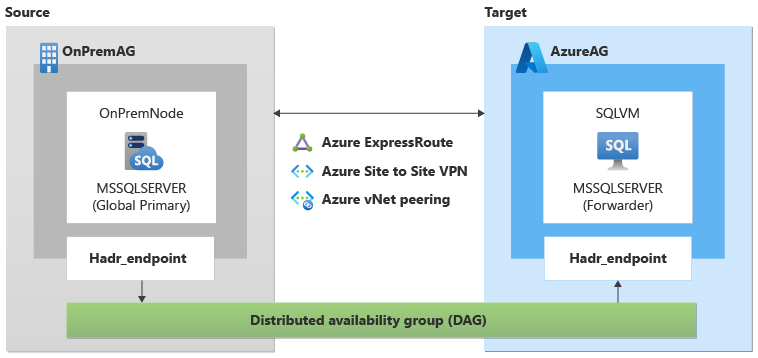 Source
Target
OnPremAG
AzureAG
OnPremNode
SQL
MSSQLSERVER
(Global Primary)
Hadr_endpoint
Azure ExpressRoute
Azure Site to Site VPN
Azure vNet peering
SQLVM
SQL
MSSQLSERVER
(Forwarder)
Hadr_endpoint
Distributed availability group (DAG)